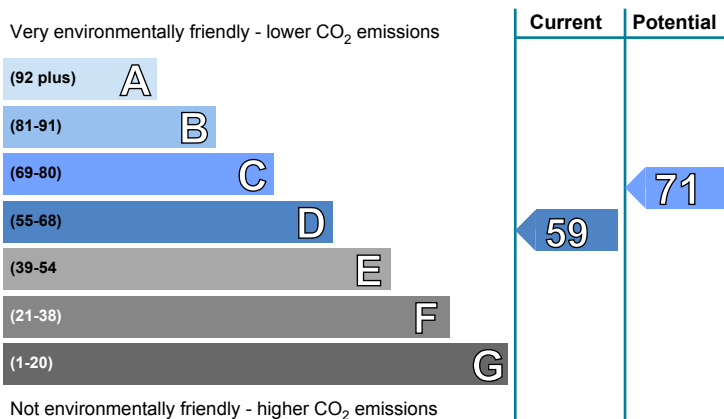 Current Potential
Very environmentally friendly - lower CO2 emissions
(92 plus) A
(81-91) B
(69-80) C
71
(55-68) D
59
(39-54 E
(21-38) F
(1-20) G
Not environmentally friendly - higher CO2 emissions